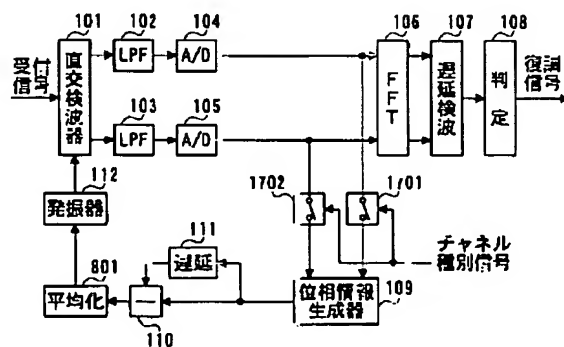 101
102
104
106
107
108
受信付号
直交検波器
LPF
A/D
FFT
遅延検波
判定
復調信号
103
105
LPF
A/D
112
1702
1701
発振器
111
遅延
チャネル
種別信号
801
平均化
位相情報
生成器
110
109